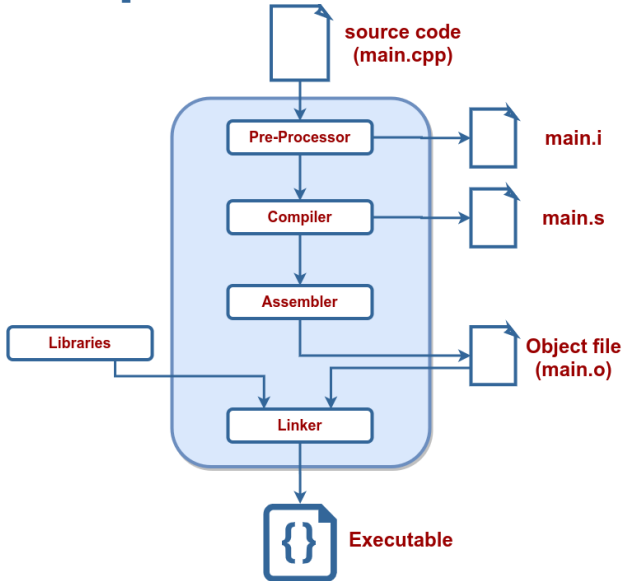 source code
(main.cpp)
Pre-Processor
main.i
Compiler
main.s
Assembler
Libraries
Object file
(main.o)
Linker
{}
Executable